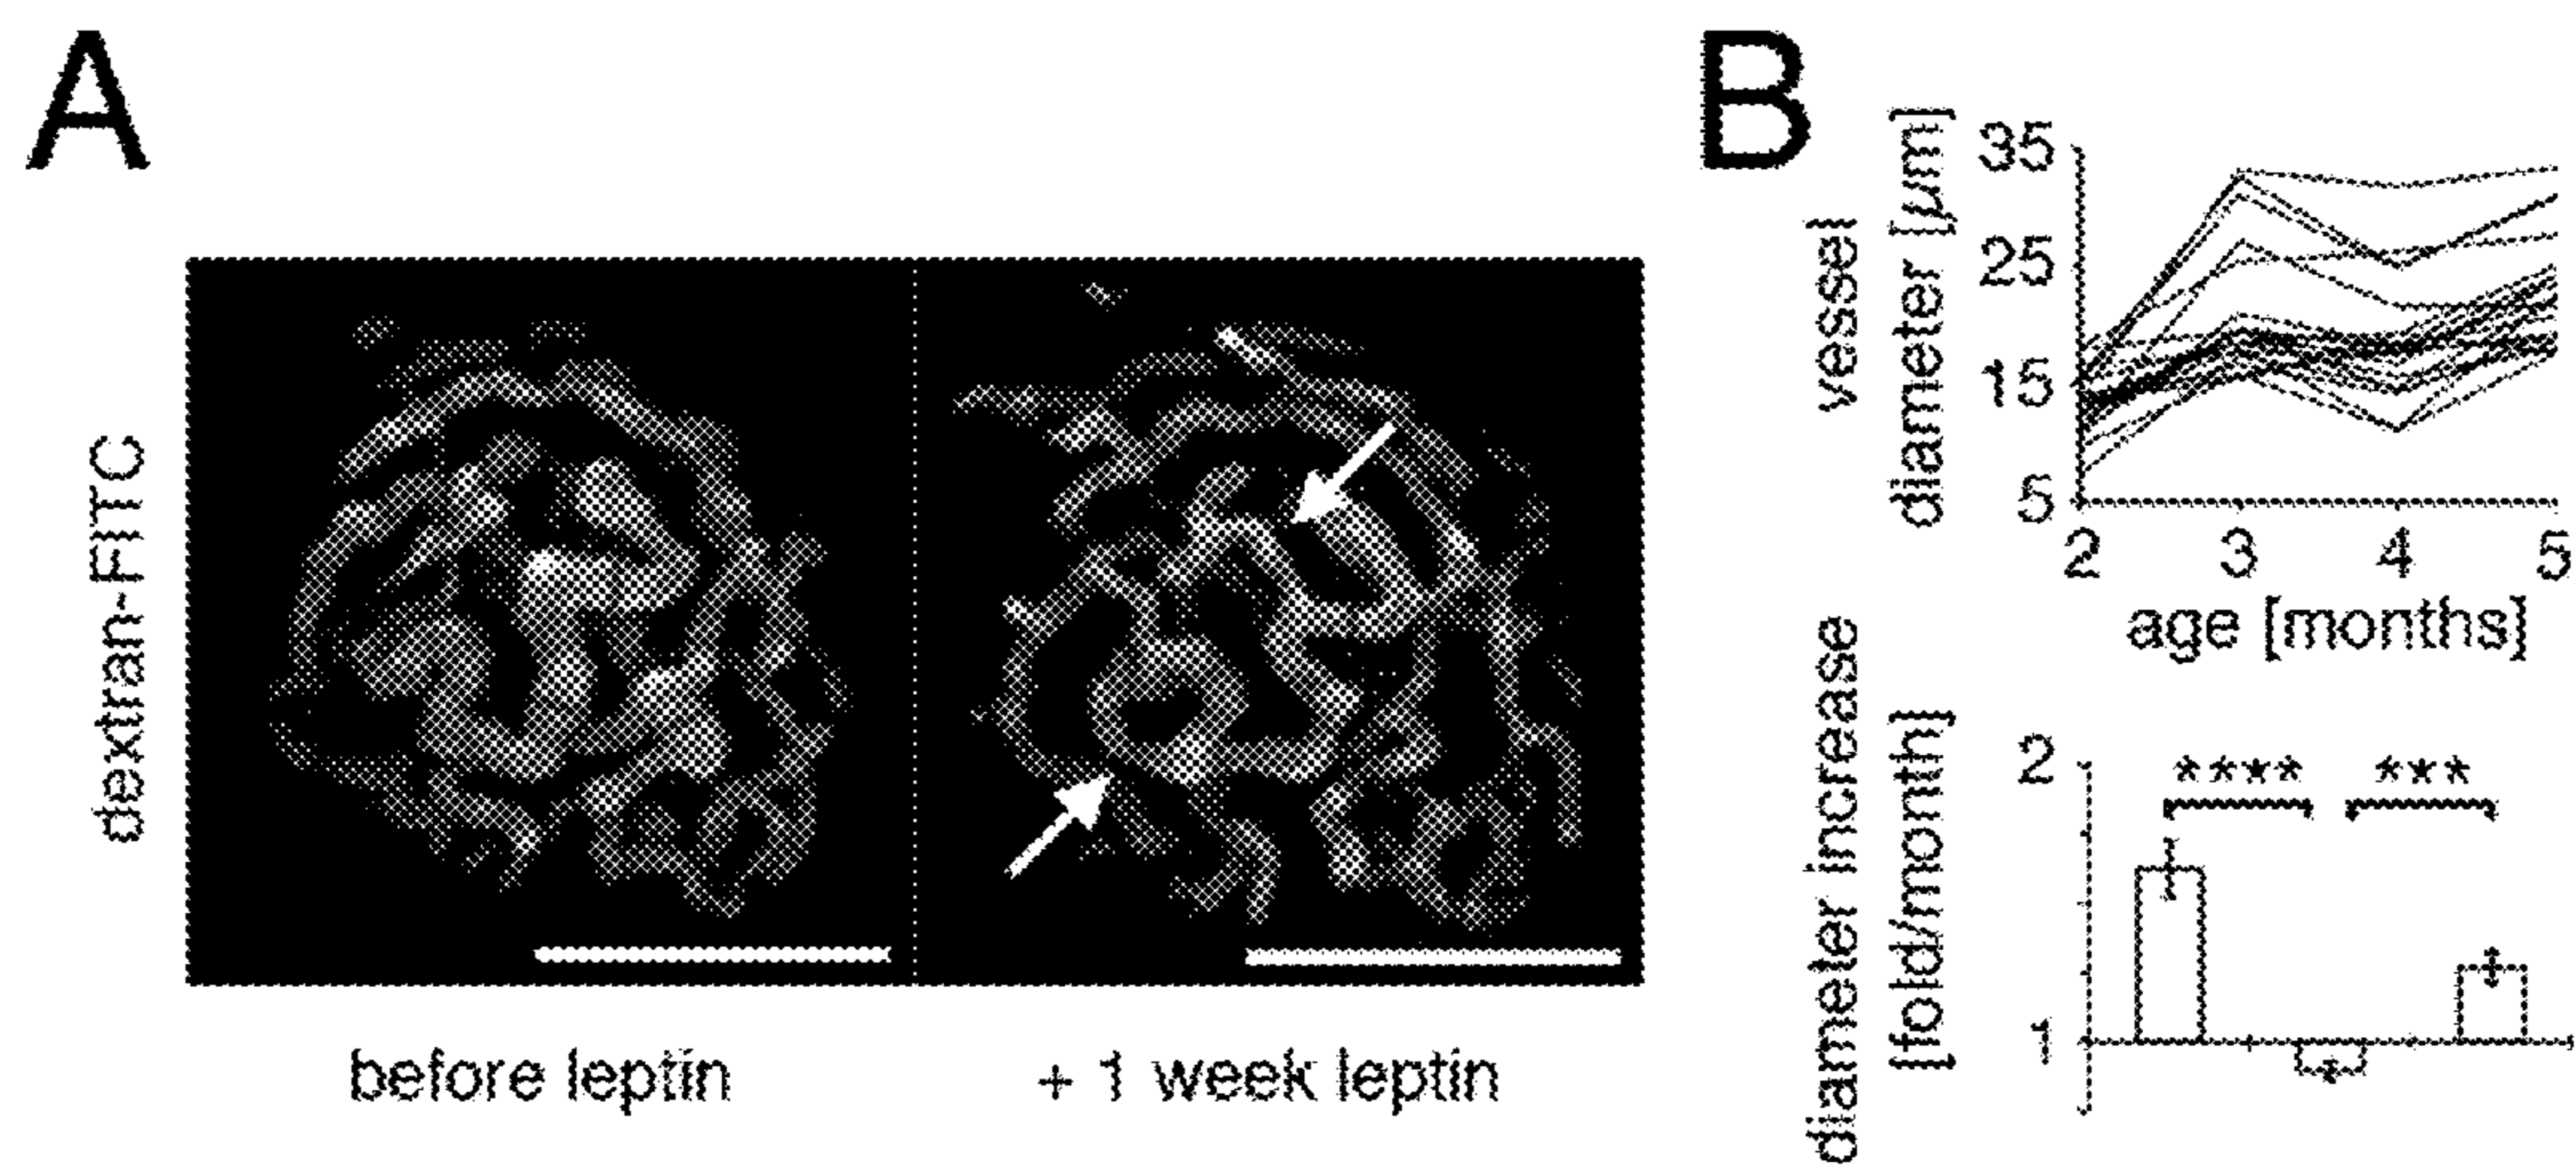 A
dextran-FITC
before leptin
+ 1 week leptin
B
vessel
diameter [µm]
35
25
15
5
2 3 4 5
age [months]
diameter increase
[fold/month]
2
1
**** ***